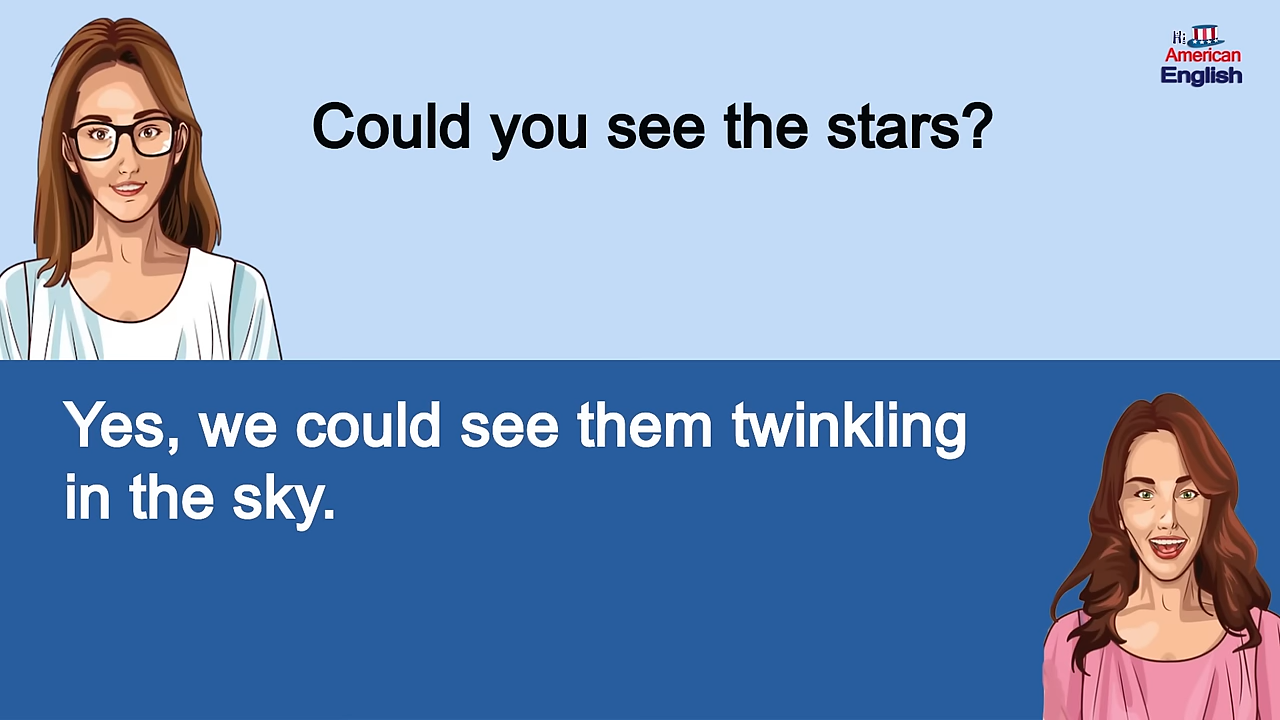 Hi
American
English
Could you see the stars?
Yes, we could see them twinkling
in the sky.